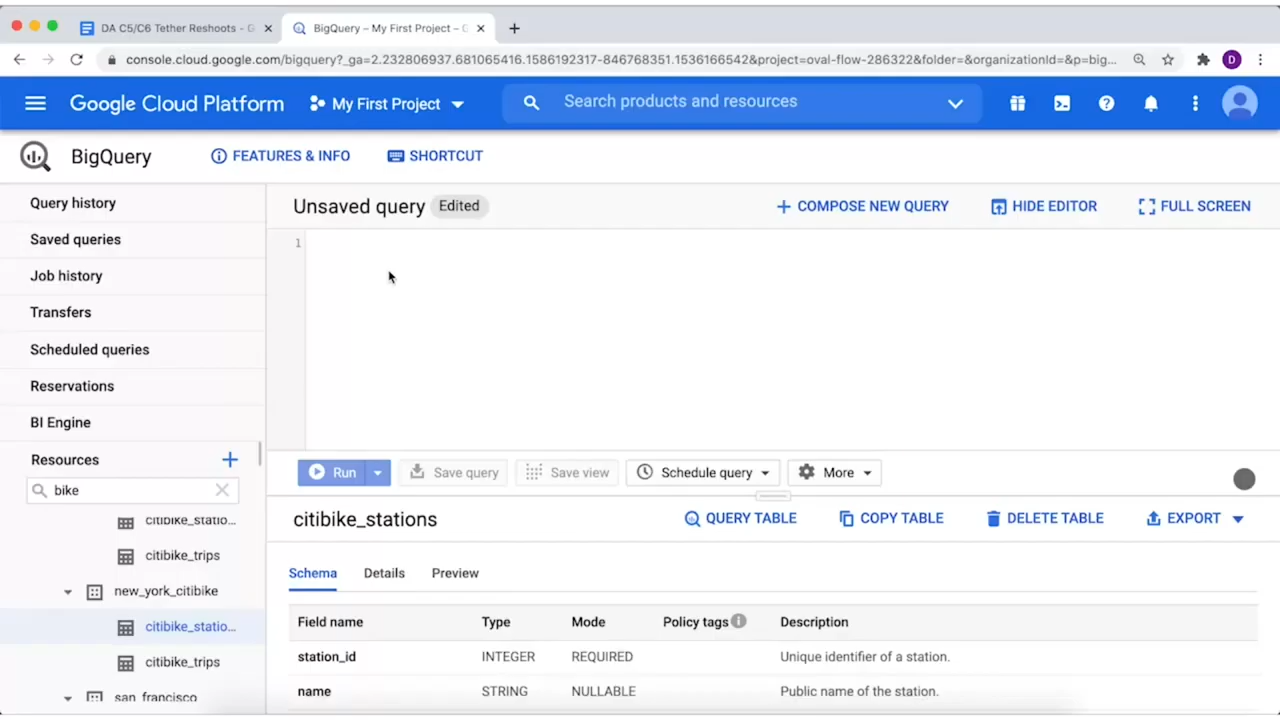 DA C5/C6 Tether Reshoots - G
BigQuery – My First Project – G
console.cloud.google.com/bigquery?_ga=2.232806937.681065416.1586192317-846768351.1536166542&project=oval-flow-286322&folder=&organizationId=&p=big...
D
Google Cloud Platform
My First Project
Search products and resources
BigQuery
FEATURES & INFO
SHORTCUT
Query history
Saved queries
Job history
Transfers
Scheduled queries
Reservations
BI Engine
Resources
bike
citibike_statio...
citibike_trips
new_york_citibike
citibike_statio...
citibike_trips
san_francisco
Unsaved query Edited
COMPOSE NEW QUERY
HIDE EDITOR
FULL SCREEN
1
Run
Save query
Save view
Schedule query
More
citibike_stations
QUERY TABLE
COPY TABLE
DELETE TABLE
EXPORT
Schema Details Preview
Field name Type Mode Policy tags Description
station_id INTEGER REQUIRED Unique identifier of a station.
name STRING NULLABLE Public name of the station.